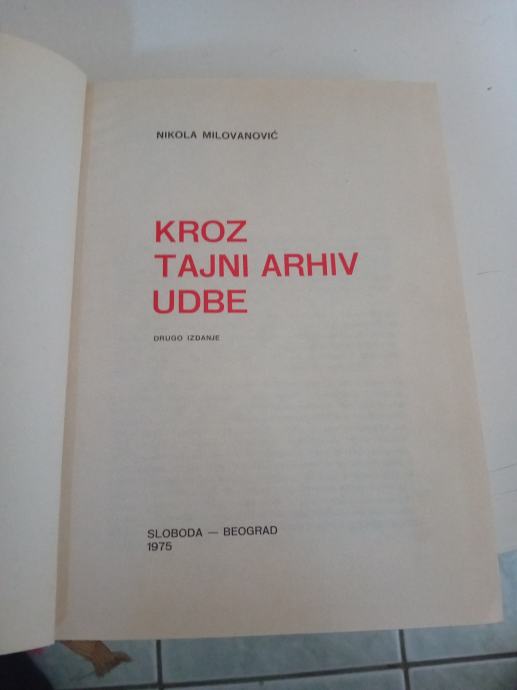 NIKOLA MILOVANOVIĆ
KROZ
TAJNI ARHIV
UDBE
DRUGO IZDANJE
SLOBODA — BEOGRAD
1975